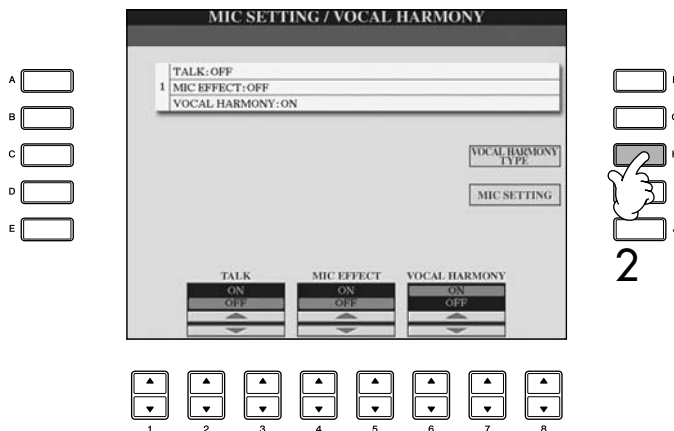 MIC SETTING / VOCAL HARMONY
TALK:OFF
1 MIC EFFECT:OFF
VOCAL HARMONY:ON
A
B
C
D
E
VOCAL HARMONY
TYPE
MIC SETTING
2
TALK MIC EFFECT VOCAL HARMONY
ON ON ON
OFF OFF OFF
1 2 3 4 5 6 7 8